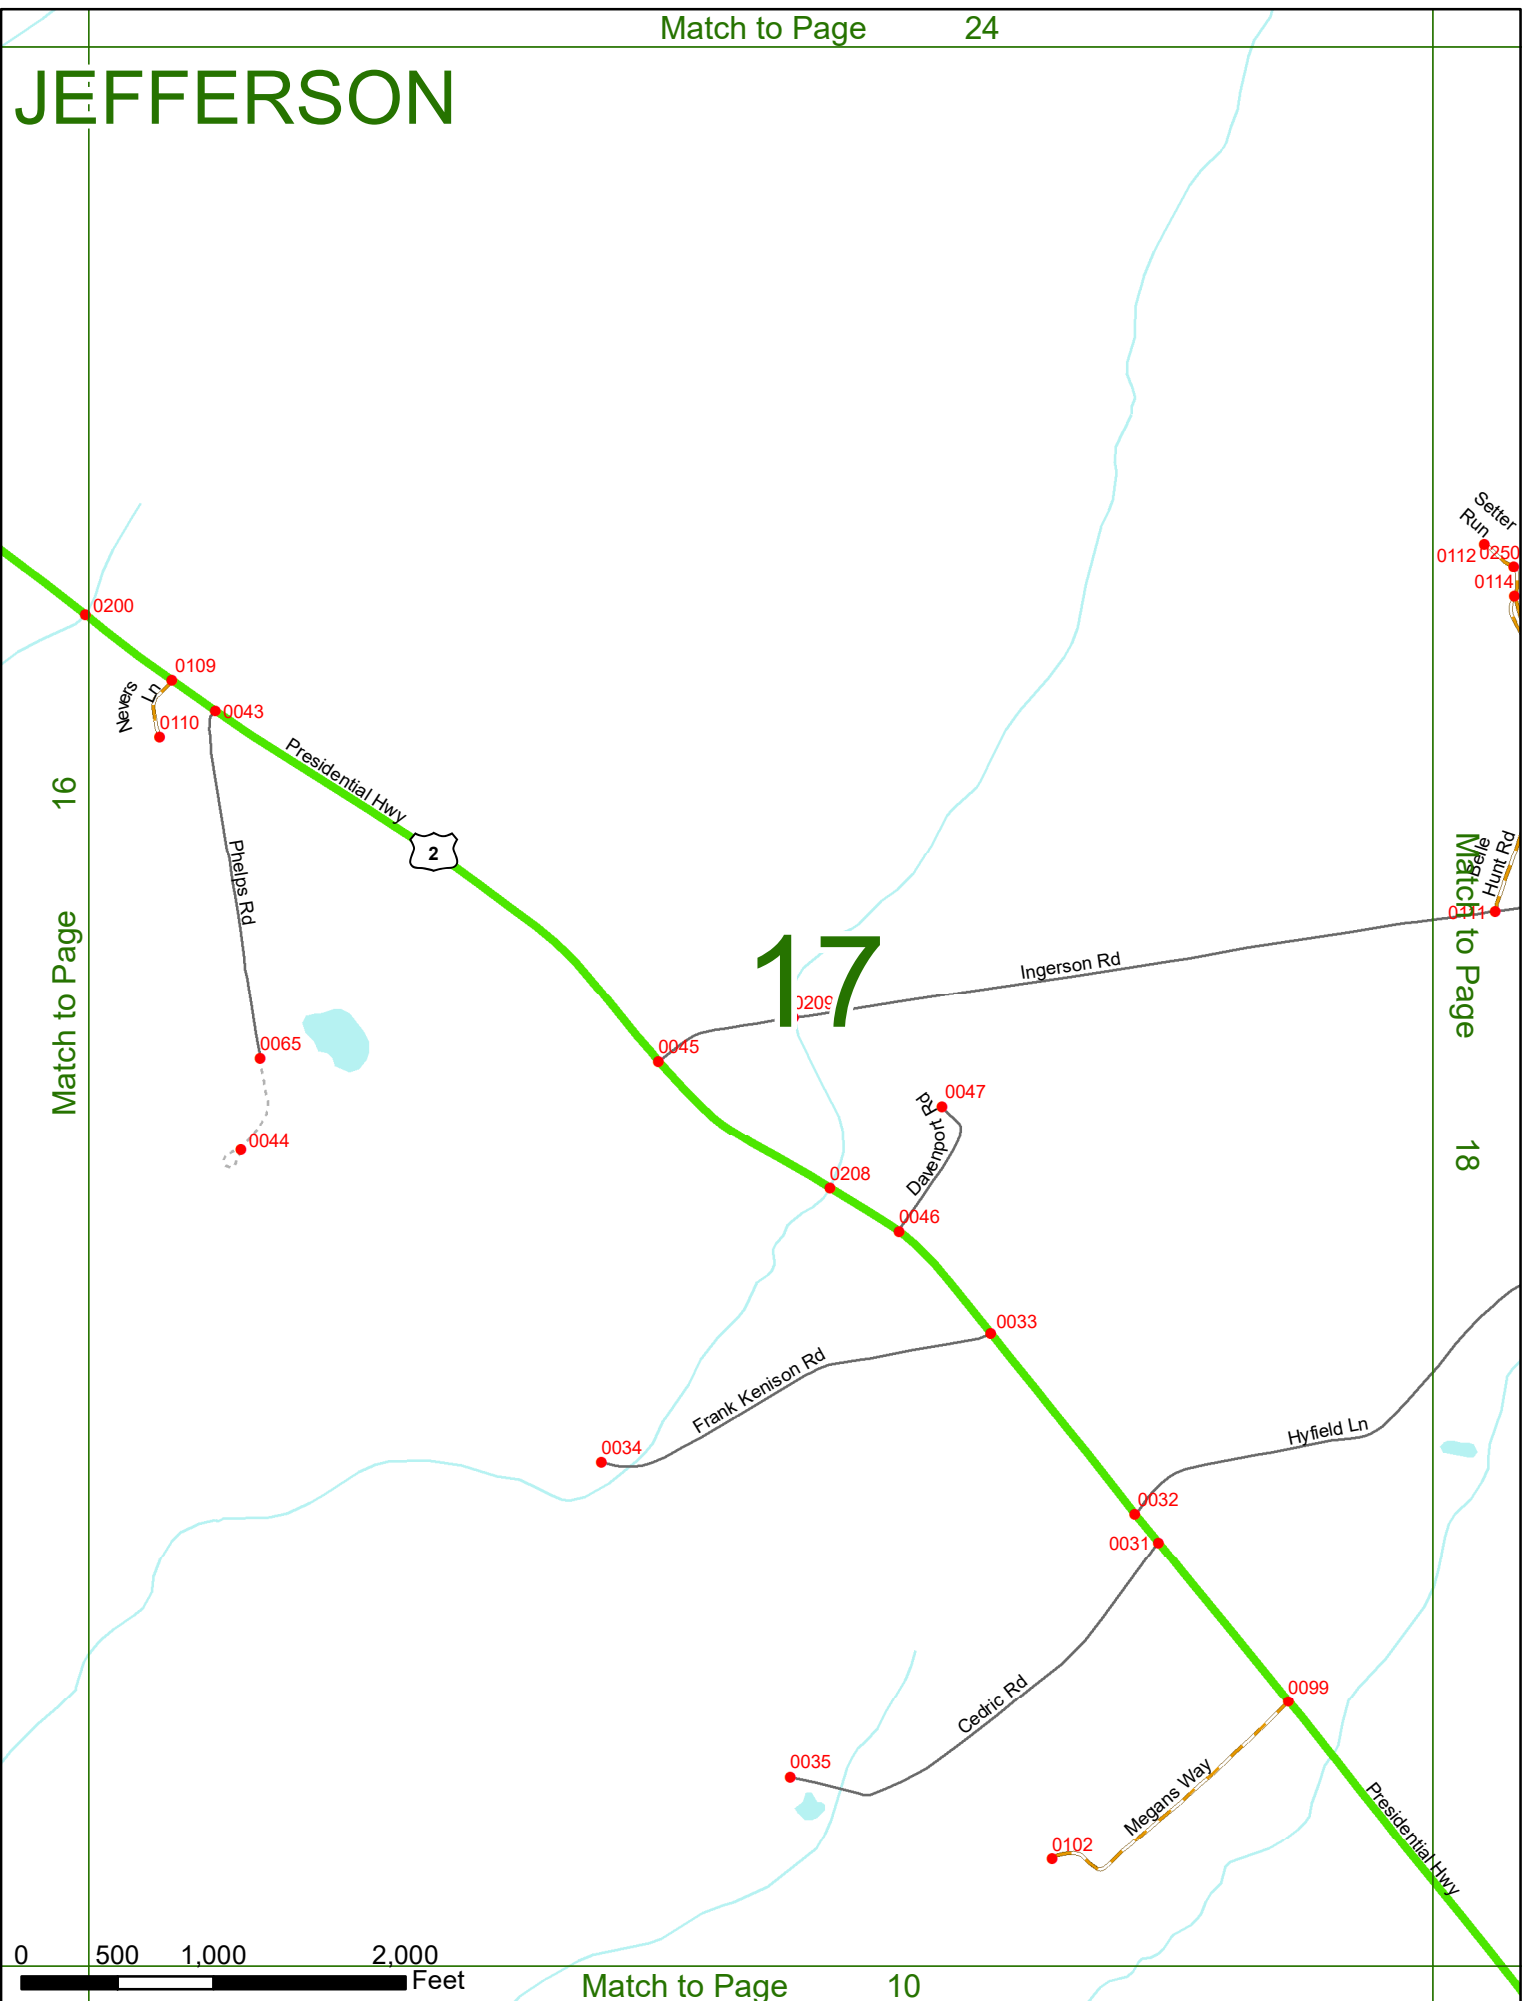 Match to Page 24
JEFFERSON
Setter
Run
0112
0250
0114
0200
0109
Nevers
Ln
0110
0043
Presidential Hwy
2
16
Match to Page
Phelps Rd
Belle
Hunt Rd
0111
Match to Page
18
17
Ingerson Rd
0209
0045
0065
0044
0047
Davenport Rd
0208
0046
0033
Frank Kenison Rd
0034
Hyfield Ln
0032
0031
Cedric Rd
0099
0035
Megans Way
0102
Presidential Hwy
0 500 1,000 2,000
Feet
Match to Page 10